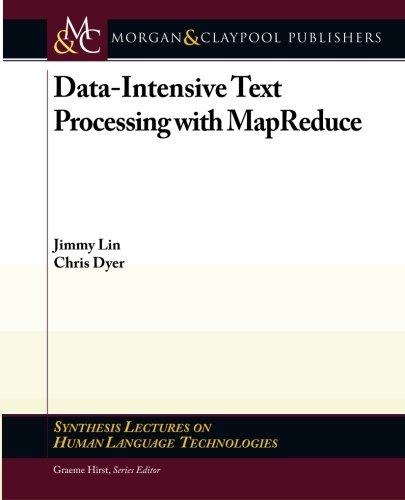 M
&C
MORGAN&CLAYPOOL PUBLISHERS
Data-Intensive Text
Processing with MapReduce
Jimmy Lin
Chris Dyer
SYNTHESIS LECTURES ON
HUMAN LANGUAGE TECHNOLOGIES
Graeme Hirst, Series Editor